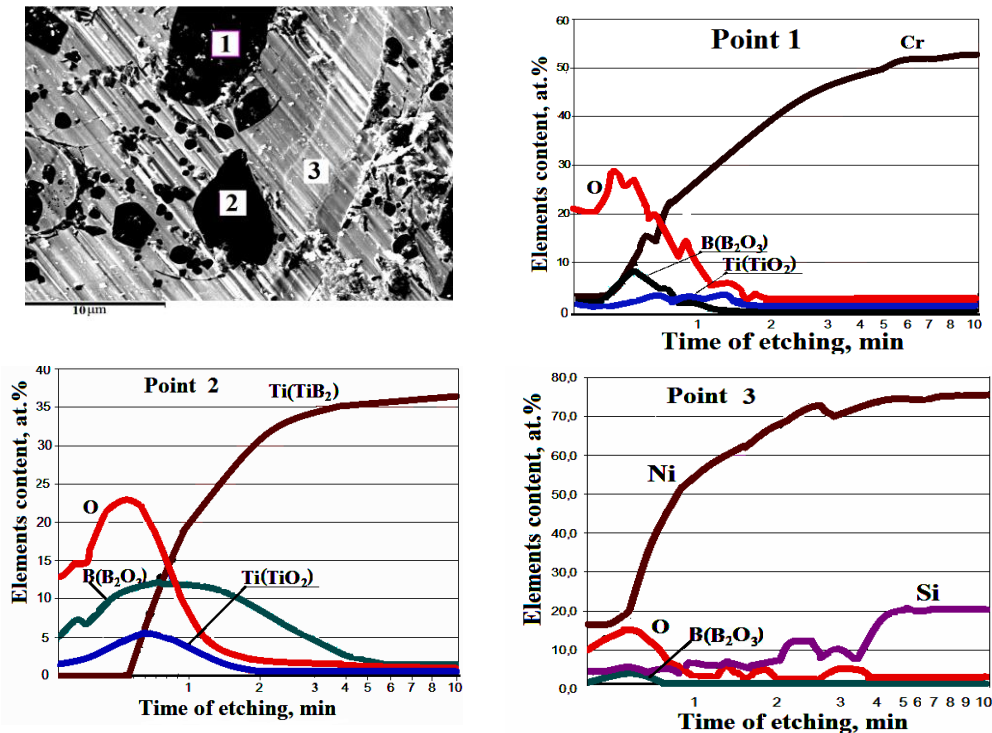 1
2
3
10 µm
Point 1
Elements content, at.%
60
50
40
30
20
10
0
Cr
O
B(B₂O₃)
Ti(TiO₂)
1 2 3 4 5 6 7 8 10
Time of etching, min
Point 2
Elements content, at.%
40
35
30
25
20
15
10
5
0
Ti(TiB₂)
O
B(B₂O₃)
Ti(TiO₂)
1 2 3 4 5 6 7 8 10
Time of etching, min
Point 3
Elements content, at.%
80,0
70,0
60,0
50,0
40,0
30,0
20,0
10,0
0,0
Ni
Si
O
B(B₂O₃)
1 2 3 4 5 6 7 8 9 10
Time of etching, min